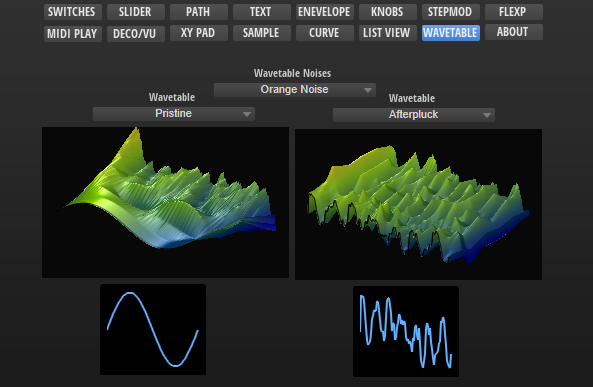 SWITCHES SLIDER PATH TEXT ENEVELOPE KNOBS STEPMOD FLEXP
MIDI PLAY DECO/VU XY PAD SAMPLE CURVE LIST VIEW WAVETABLE ABOUT
Wavetable Noises
Orange Noise
Wavetable Wavetable
Pristine Afterpluck